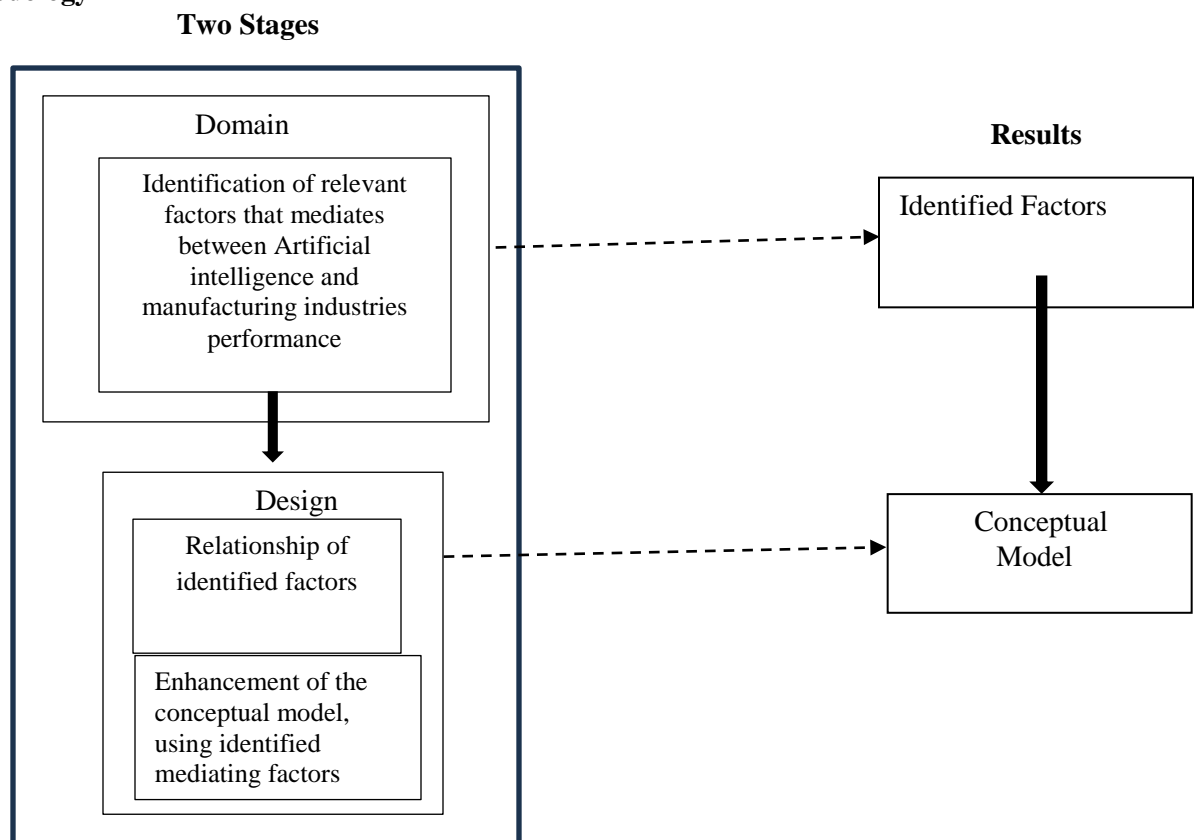 Two Stages
Domain
Identification of relevant
factors that mediates
between Artificial
intelligence and
manufacturing industries
performance
Design
Relationship of
identified factors
Enhancement of the
conceptual model,
using identified
mediating factors
Results
Identified Factors
Conceptual
Model